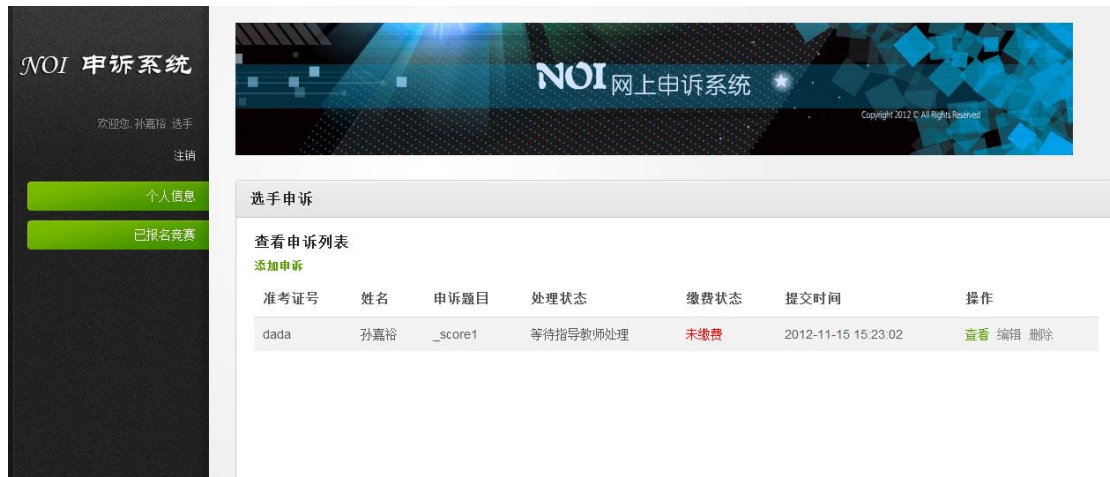 NOI 申诉系统
欢迎您, 孙嘉裕 选手
注销
个人信息
已报名竞赛
NOI 网上申诉系统
Copyright 2012 © All Rights Reserved
选手申诉
查看申诉列表
添加申诉
准考证号 姓名 申诉题目 处理状态 缴费状态 提交时间 操作
dada 孙嘉裕 _score1 等待指导教师处理 未缴费 2012-11-15 15:23:02 查看 编辑 删除